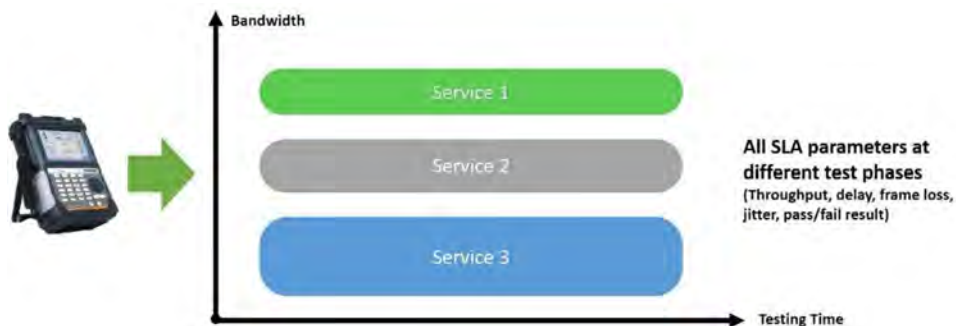 Bandwidth
Service 1
Service 2
Service 3
All SLA parameters at
different test phases
(Throughput, delay, frame loss,
jitter, pass/fail result)
Testing Time